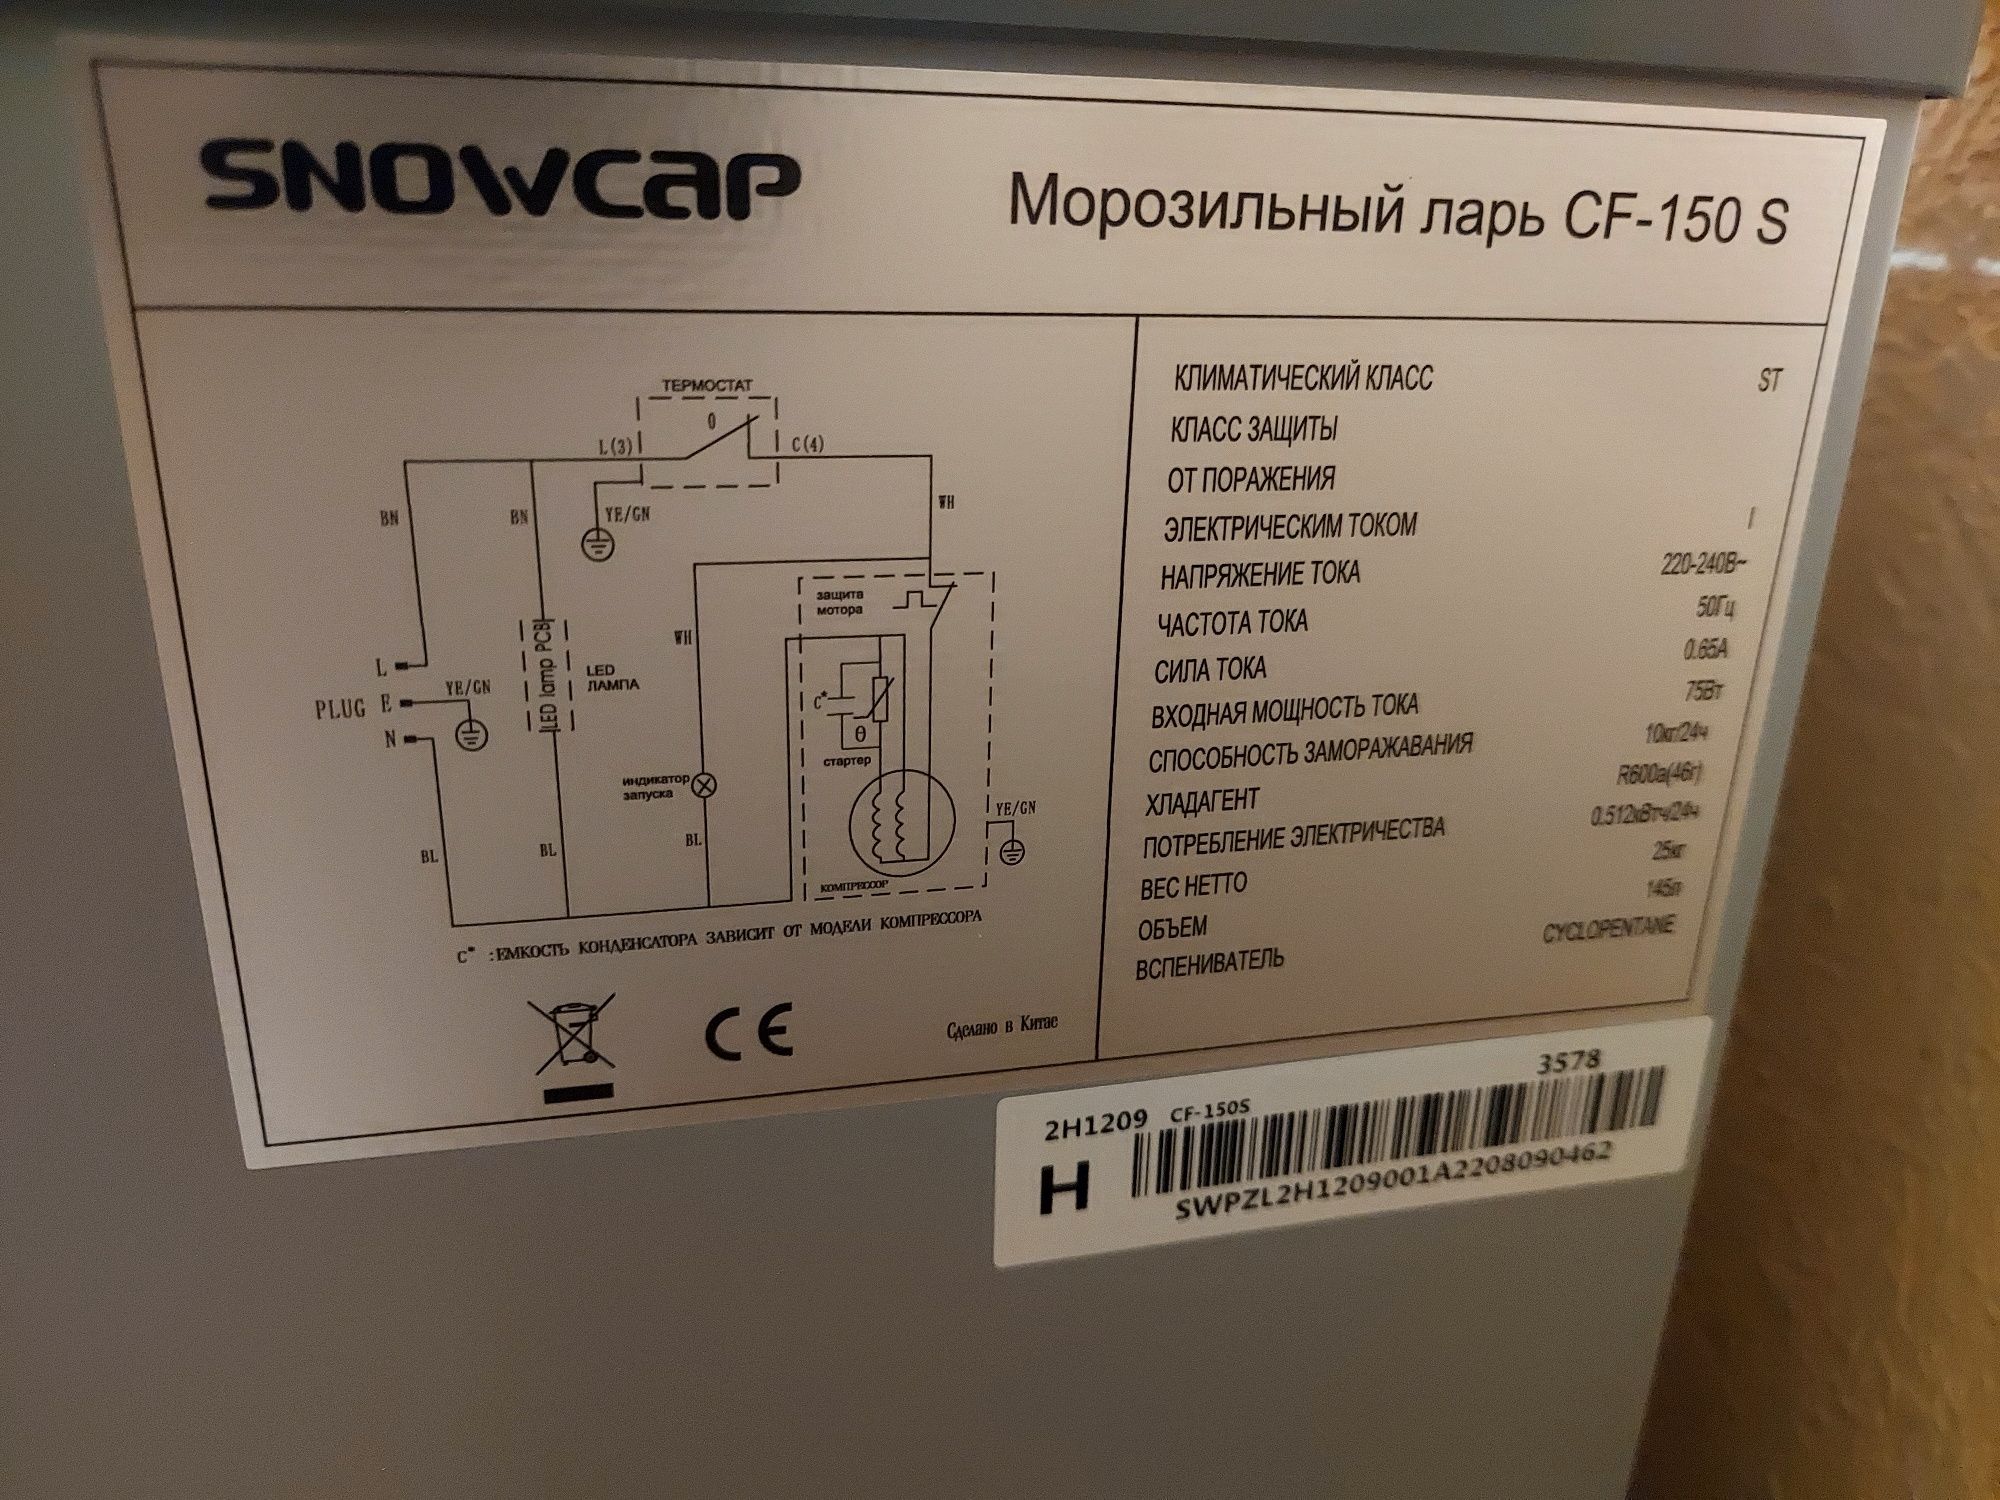 SNOWCAP
Морозильный ларь CF-150 S
ТЕРМОСТАТ
0
L(3)
C(4)
BN
BN
YE/GN
WH
защита
мотора
WH
LED lamp PCB
LED
ЛАМПА
L
PLUG E
YE/GN
N
C*
θ
стартер
индикатор
запуска
YE/GN
BL
BL
BL
КОМПРЕССОР
C* :ЕМКОСТЬ КОНДЕНСАТОРА ЗАВИСИТ ОТ МОДЕЛИ КОМПРЕССОРА
CE
Сделано в Китае
КЛИМАТИЧЕСКИЙ КЛАСС ST
КЛАСС ЗАЩИТЫ
ОТ ПОРАЖЕНИЯ
ЭЛЕКТРИЧЕСКИМ ТОКОМ I
НАПРЯЖЕНИЕ ТОКА 220-240В~
ЧАСТОТА ТОКА 50Гц
СИЛА ТОКА 0.65А
ВХОДНАЯ МОЩНОСТЬ ТОКА 75Вт
СПОСОБНОСТЬ ЗАМОРАЖАВАНИЯ 10кг/24ч
ХЛАДАГЕНТ R600a(46г)
ПОТРЕБЛЕНИЕ ЭЛЕКТРИЧЕСТВА 0.512кВтч/24ч
ВЕС НЕТТО 25кг
ОБЪЕМ 145л
ВСПЕНИВАТЕЛЬ CYCLOPENTANE
2H1209 CF-150S 3578
H
SWPZL2H1209001A2208090462